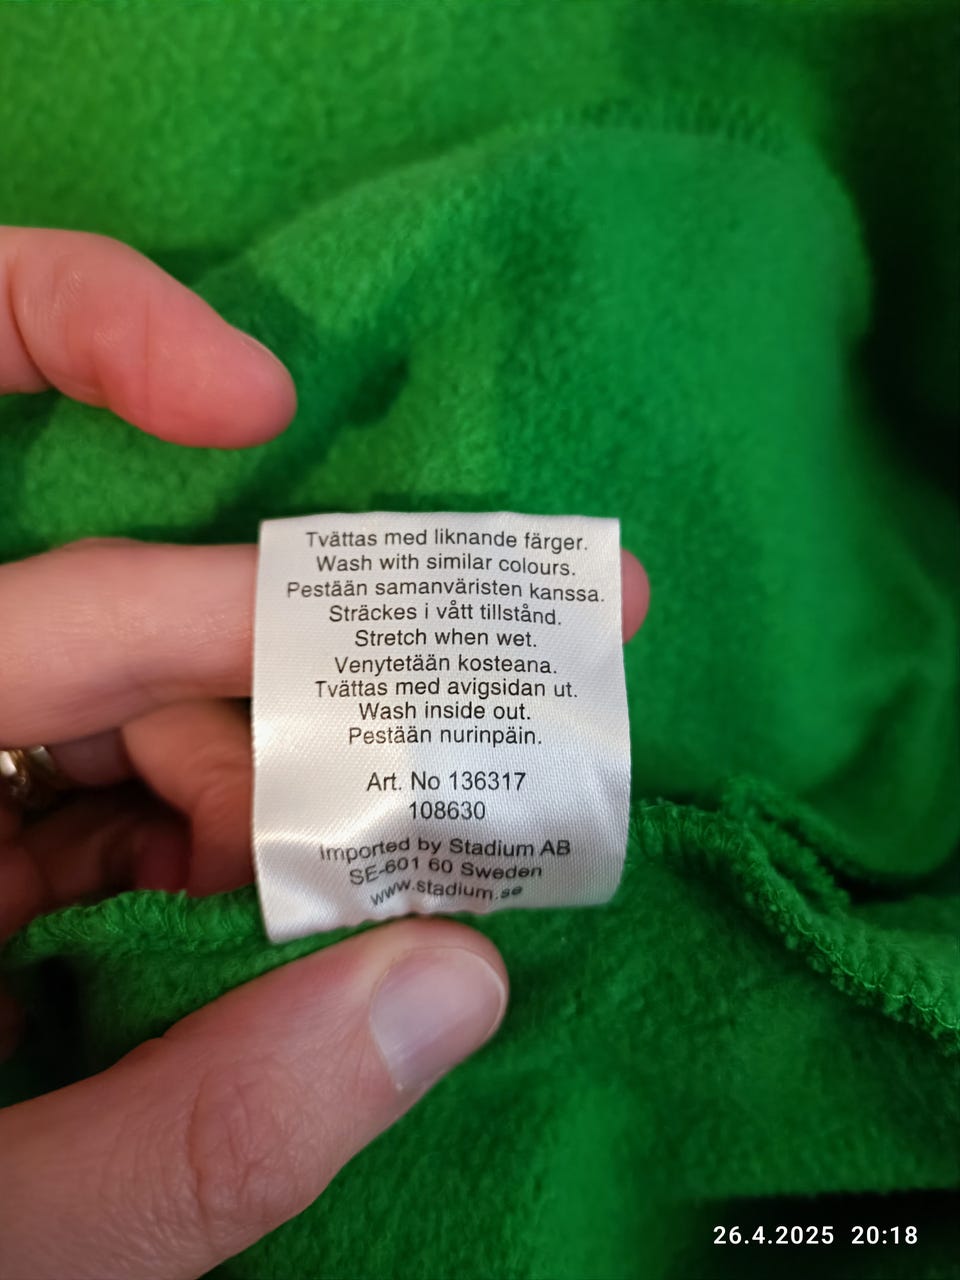 Tvättas med liknande färger.
Wash with similar colours.
Pestään samanväristen kanssa.
Sträckes i vått tillstånd.
Stretch when wet.
Venytetään kosteana.
Tvättas med avigsidan ut.
Wash inside out.
Pestään nurinpäin.
Art. No 136317
108630
Imported by Stadium AB
SE-601 60 Sweden
www.stadium.se
26.4.2025 20:18